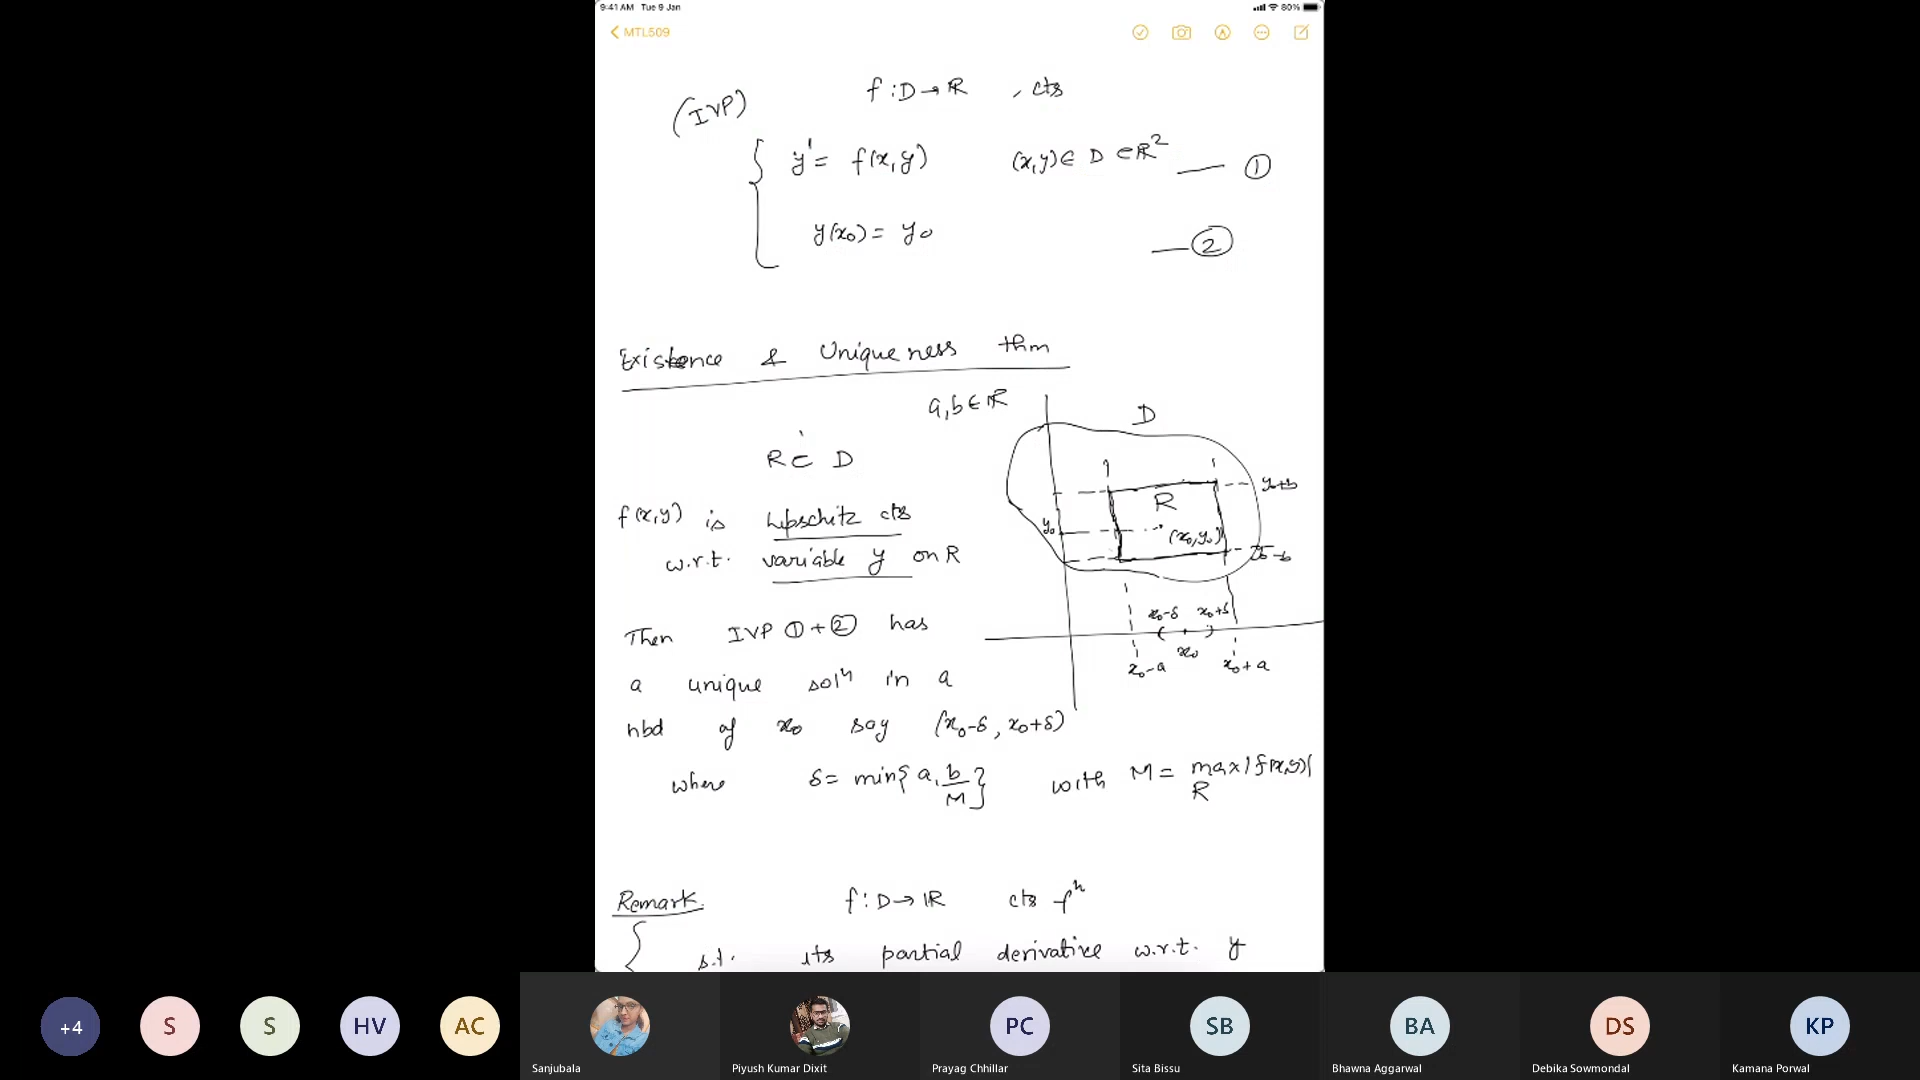 9:41 AM Tue 9 Jan
80%
MTL509
f : D → ℝ , cts
(IVP)
y' = f(x,y) (x,y) ∈ D ∈ ℝ² — ①
y(x₀) = y₀ — ②
Existence & Uniqueness thm
a,b ∈ ℝ
D
R ⊂ D
y₀+b
R
f(x,y) is Lipschitz cts
y₀
(x₀,y₀)
y₀-b
w.r.t. variable y on R
x₀-δ x₀+δ
Then IVP ①+② has
x₀
x₀-a x₀+a
a unique solⁿ in a
nbd of x₀ say (x₀-δ, x₀+δ)
where δ = min{a, b/M} with M = max |f(x,y)|
R
Remark f : D → ℝ cts fⁿ
s.t. its partial derivative w.r.t. y
+4 S S HV AC PC SB BA DS KP
Sanjubala Piyush Kumar Dixit Prayag Chhillar Sita Bissu Bhawna Aggarwal Debika Sowmondal Kamana Porwal